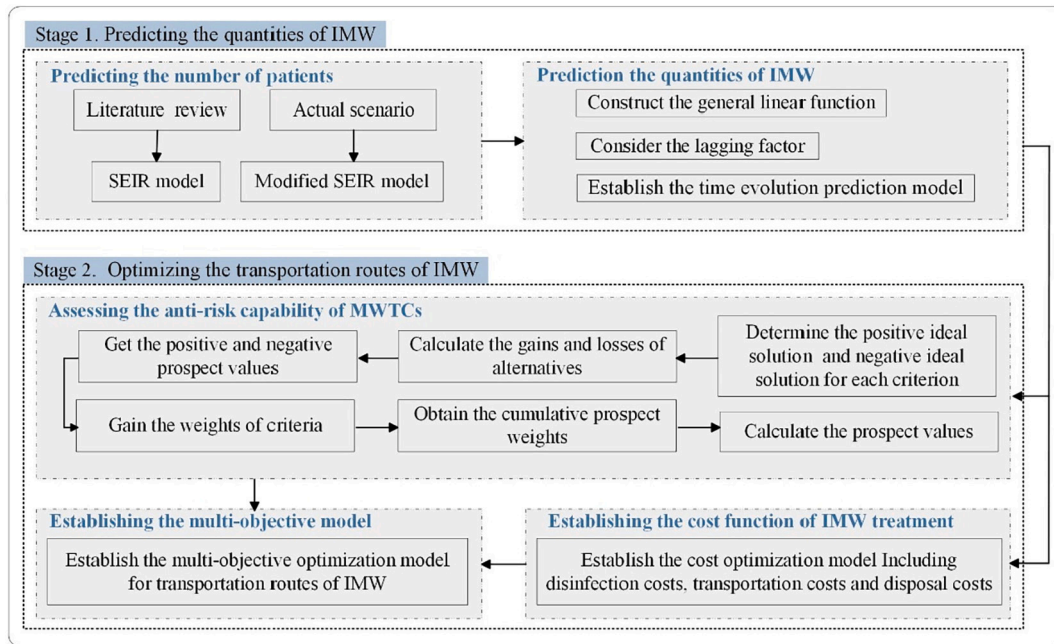 Stage 1. Predicting the quantities of IMW
Predicting the number of patients
Literature review
Actual scenario
SEIR model
Modified SEIR model
Prediction the quantities of IMW
Construct the general linear function
Consider the lagging factor
Establish the time evolution prediction model
Stage 2. Optimizing the transportation routes of IMW
Assessing the anti-risk capability of MWTCs
Get the positive and negative
prospect values
Calculate the gains and losses of
alternatives
Determine the positive ideal
solution and negative ideal
solution for each criterion
Gain the weights of criteria
Obtain the cumulative prospect
weights
Calculate the prospect values
Establishing the multi-objective model
Establish the multi-objective optimization model
for transportation routes of IMW
Establishing the cost function of IMW treatment
Establish the cost optimization model Including
disinfection costs, transportation costs and disposal costs